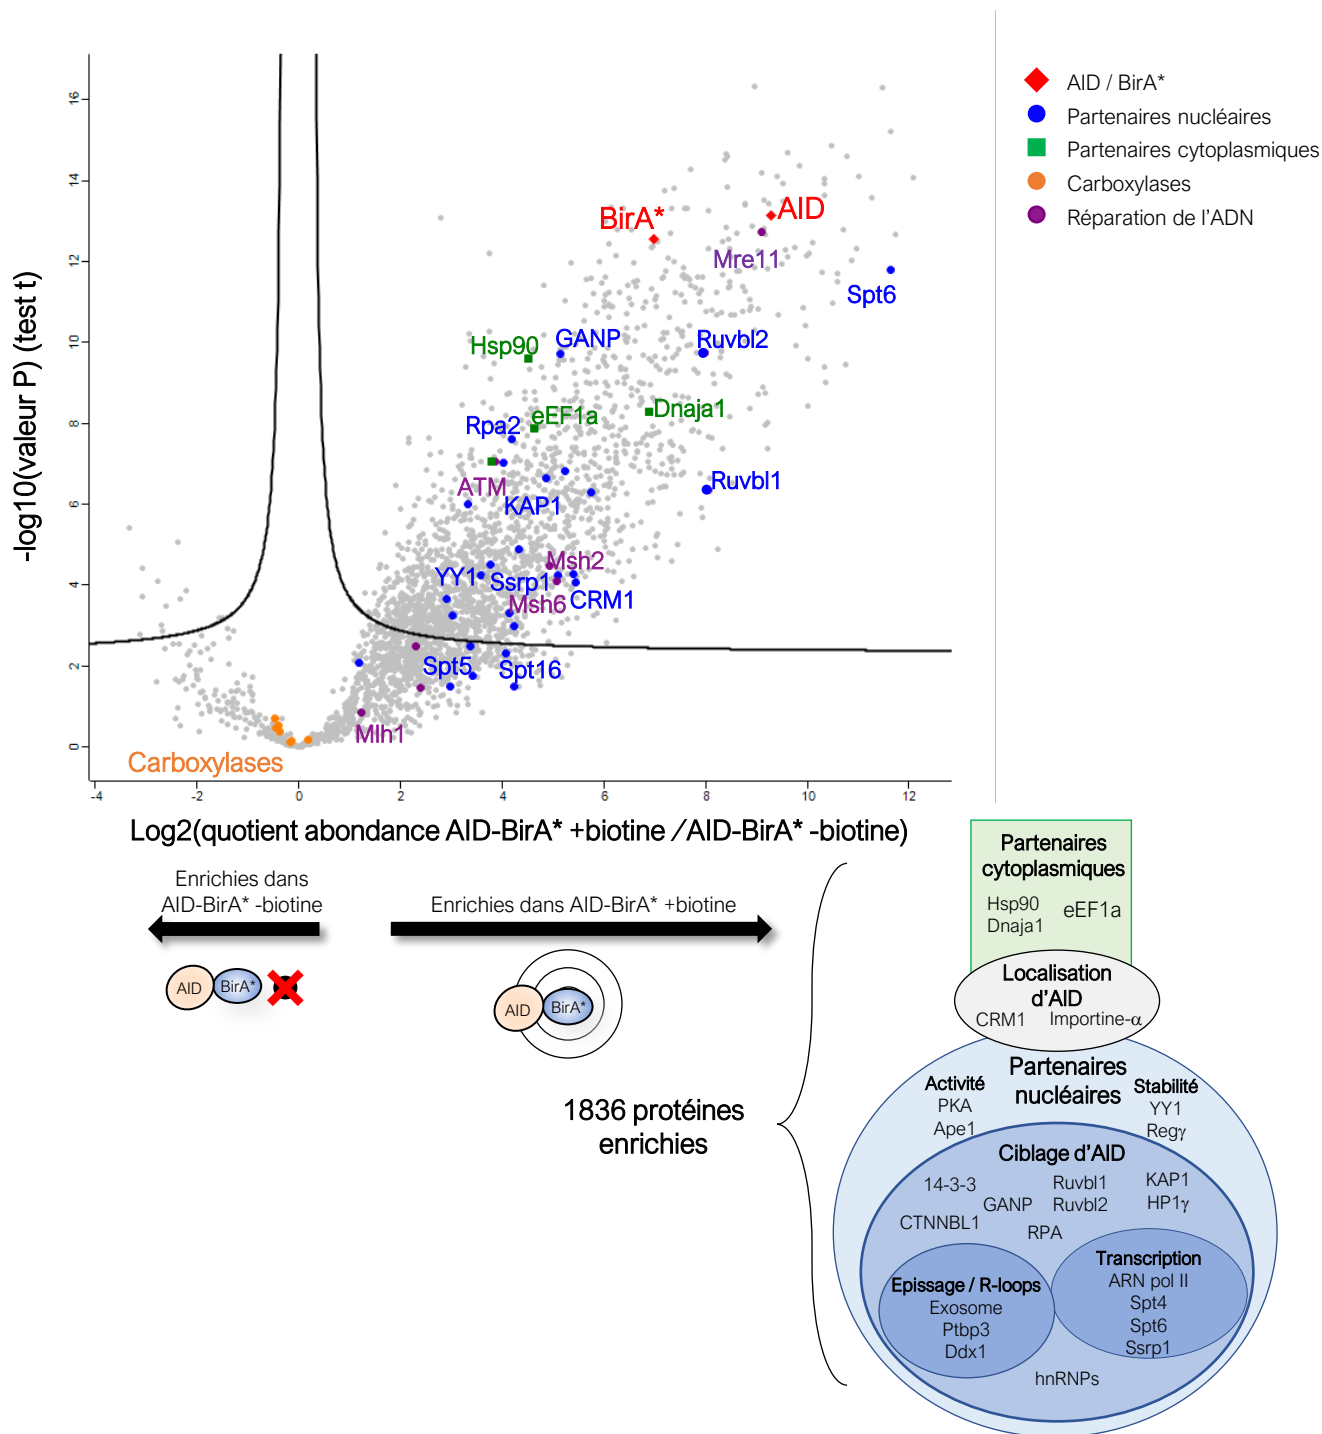 -log10(valeur P) (test t)
16
14
12
10
8
6
4
2
0
BirA*
AID
Mre11
Spt6
Hsp90
GANP
Ruvbl2
Rpa2
eEF1a
Dnaja1
ATM
KAP1
Ruvbl1
Msh2
YY1
Ssrp1
Msh6
CRM1
Spt5
Spt16
Mlh1
Carboxylases
-4
-2
0
2
4
6
8
10
12
Log2(quotient abondance AID-BirA* +biotine /AID-BirA* -biotine)
AID / BirA*
Partenaires nucléaires
Partenaires cytoplasmiques
Carboxylases
Réparation de l'ADN
Enrichies dans
AID-BirA* -biotine
Enrichies dans AID-BirA* +biotine
AID
BirA*
AID
BirA*
1836 protéines
enrichies
Partenaires
cytoplasmiques
Hsp90
eEF1a
Dnaja1
Localisation
d'AID
CRM1
Importine-α
Partenaires
nucléaires
Activité
PKA
Ape1
Stabilité
YY1
Regγ
Ciblage d'AID
14-3-3
Ruvbl1
KAP1
GANP
Ruvbl2
HP1γ
CTNNBL1
RPA
Epissage / R-loops
Exosome
Ptbp3
Ddx1
Transcription
ARN pol II
Spt4
Spt6
Ssrp1
hnRNPs